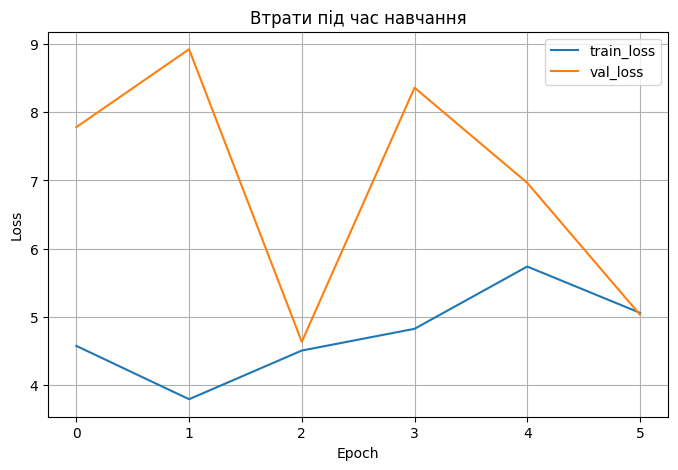 Втрати під час навчання
9
8
7
6
5
4
Loss
train_loss
val_loss
0 1 2 3 4 5
Epoch